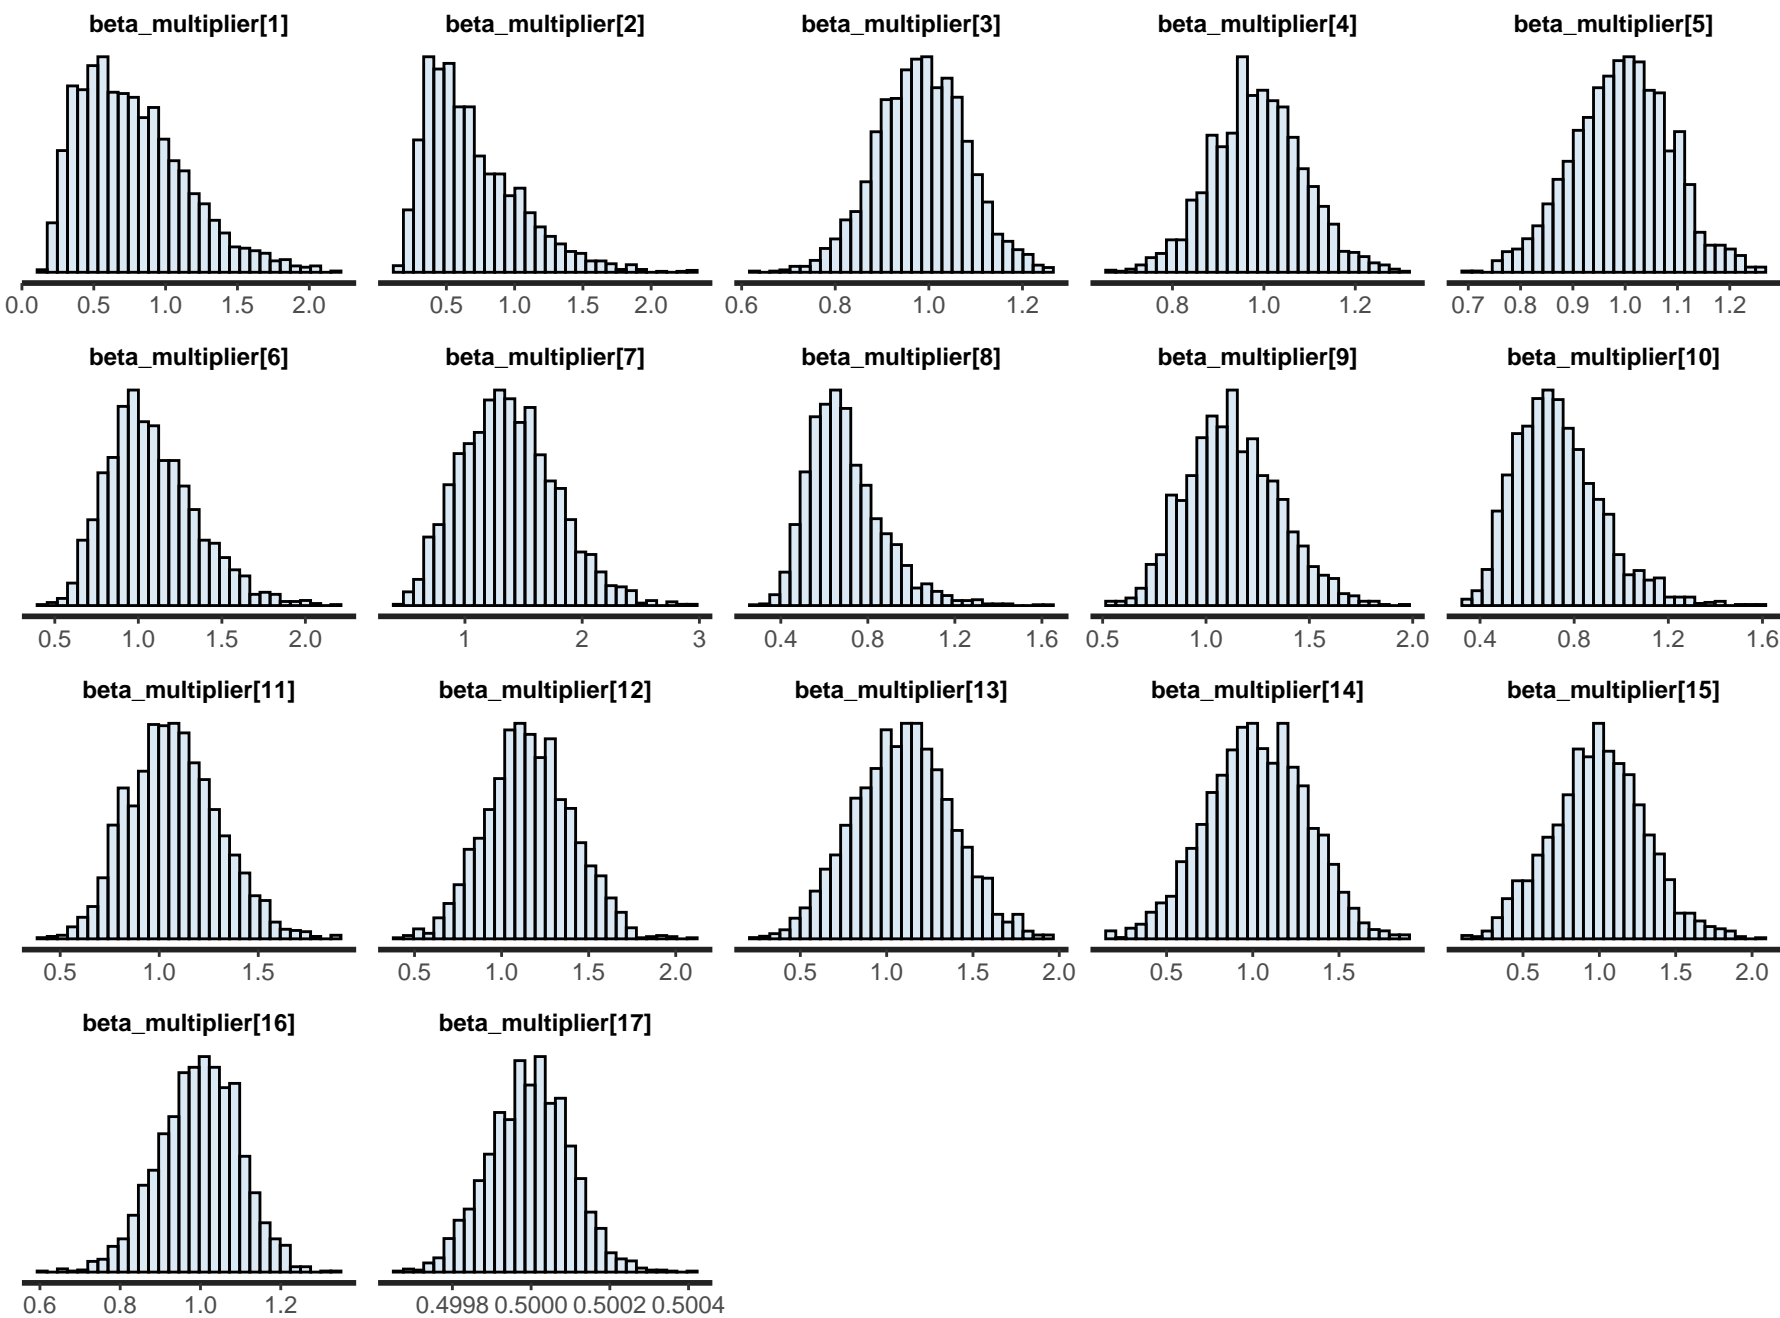 beta_multiplier[1] beta_multiplier[2] beta_multiplier[3] beta_multiplier[4] beta_multiplier[5]
0.0 0.5 1.0 1.5 2.0 0.5 1.0 1.5 2.0 0.6 0.8 1.0 1.2 0.8 1.0 1.2 0.7 0.8 0.9 1.0 1.1 1.2
beta_multiplier[6] beta_multiplier[7] beta_multiplier[8] beta_multiplier[9] beta_multiplier[10]
0.5 1.0 1.5 2.0 1 2 3 0.4 0.8 1.2 1.6 0.5 1.0 1.5 2.0 0.4 0.8 1.2 1.6
beta_multiplier[11] beta_multiplier[12] beta_multiplier[13] beta_multiplier[14] beta_multiplier[15]
0.5 1.0 1.5 0.5 1.0 1.5 2.0 0.5 1.0 1.5 2.0 0.5 1.0 1.5 0.5 1.0 1.5 2.0
beta_multiplier[16] beta_multiplier[17]
0.6 0.8 1.0 1.2 0.4998 0.5000 0.5002 0.5004